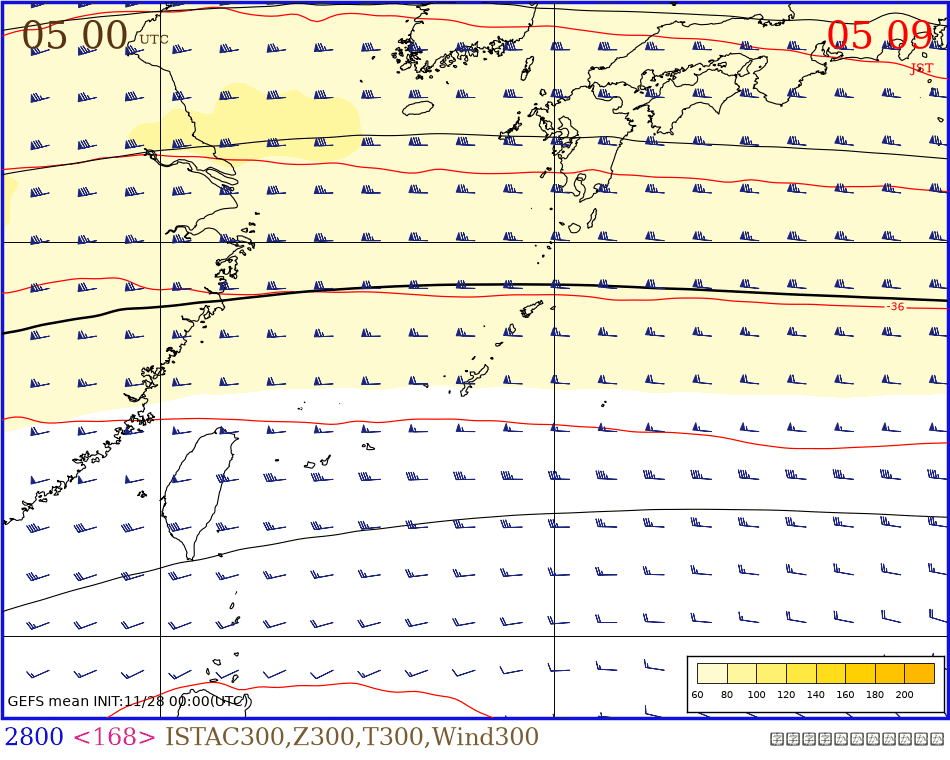 05 00 UTC
05 09
JST
-36
60 80 100 120 140 160 180 200
GEFS mean INIT:11/28 00:00(UTC)
2800 <168> ISTAC300,Z300,T300,Wind300